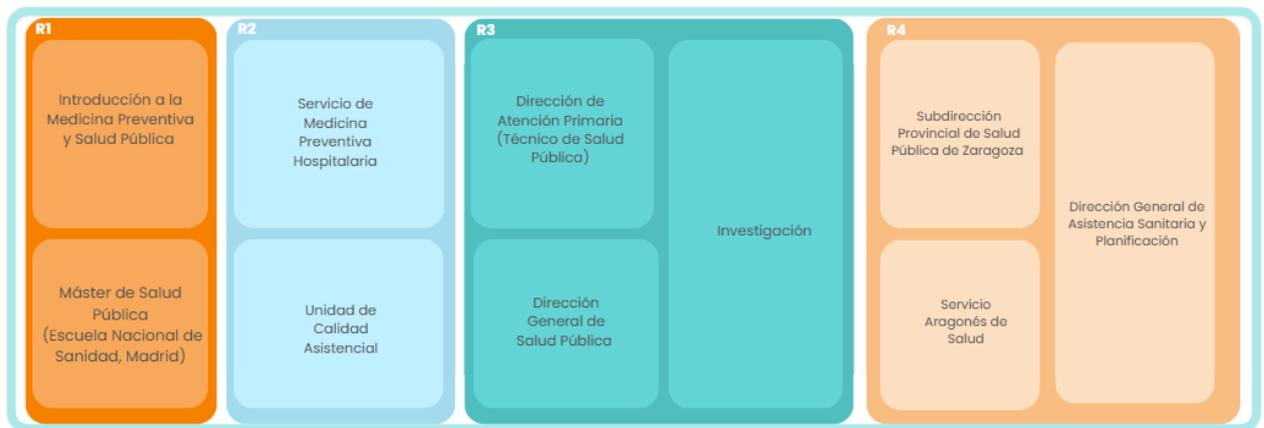 R1
Introducción a la
Medicina Preventiva
y Salud Pública
Máster de Salud
Pública
(Escuela Nacional de
Sanidad, Madrid)
R2
Servicio de
Medicina
Preventiva
Hospitalaria
Unidad de
Calidad
Asistencial
R3
Dirección de
Atención Primaria
(Técnico de Salud
Pública)
Dirección
General de
Salud Pública
Investigación
R4
Subdirección
Provincial de Salud
Pública de Zaragoza
Servicio
Aragonés de
Salud
Dirección General de
Asistencia Sanitaria y
Planificación